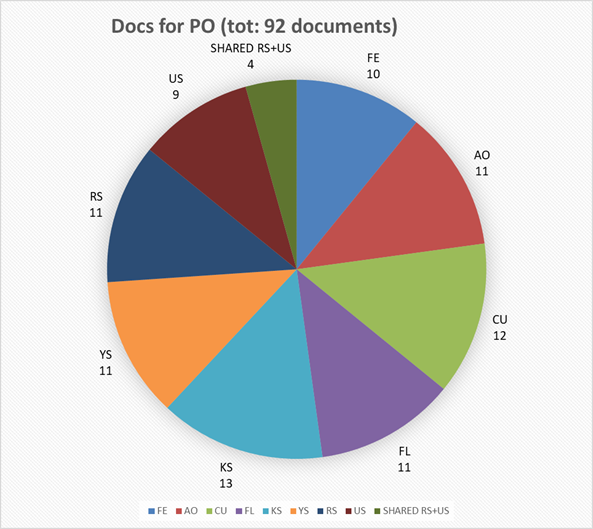 Docs for PO (tot: 92 documents)
SHARED RS+US
4
FE
10
AO
11
CU
12
FL
11
KS
13
YS
11
RS
11
US
9
FE AO CU FL KS YS RS US SHARED RS+US